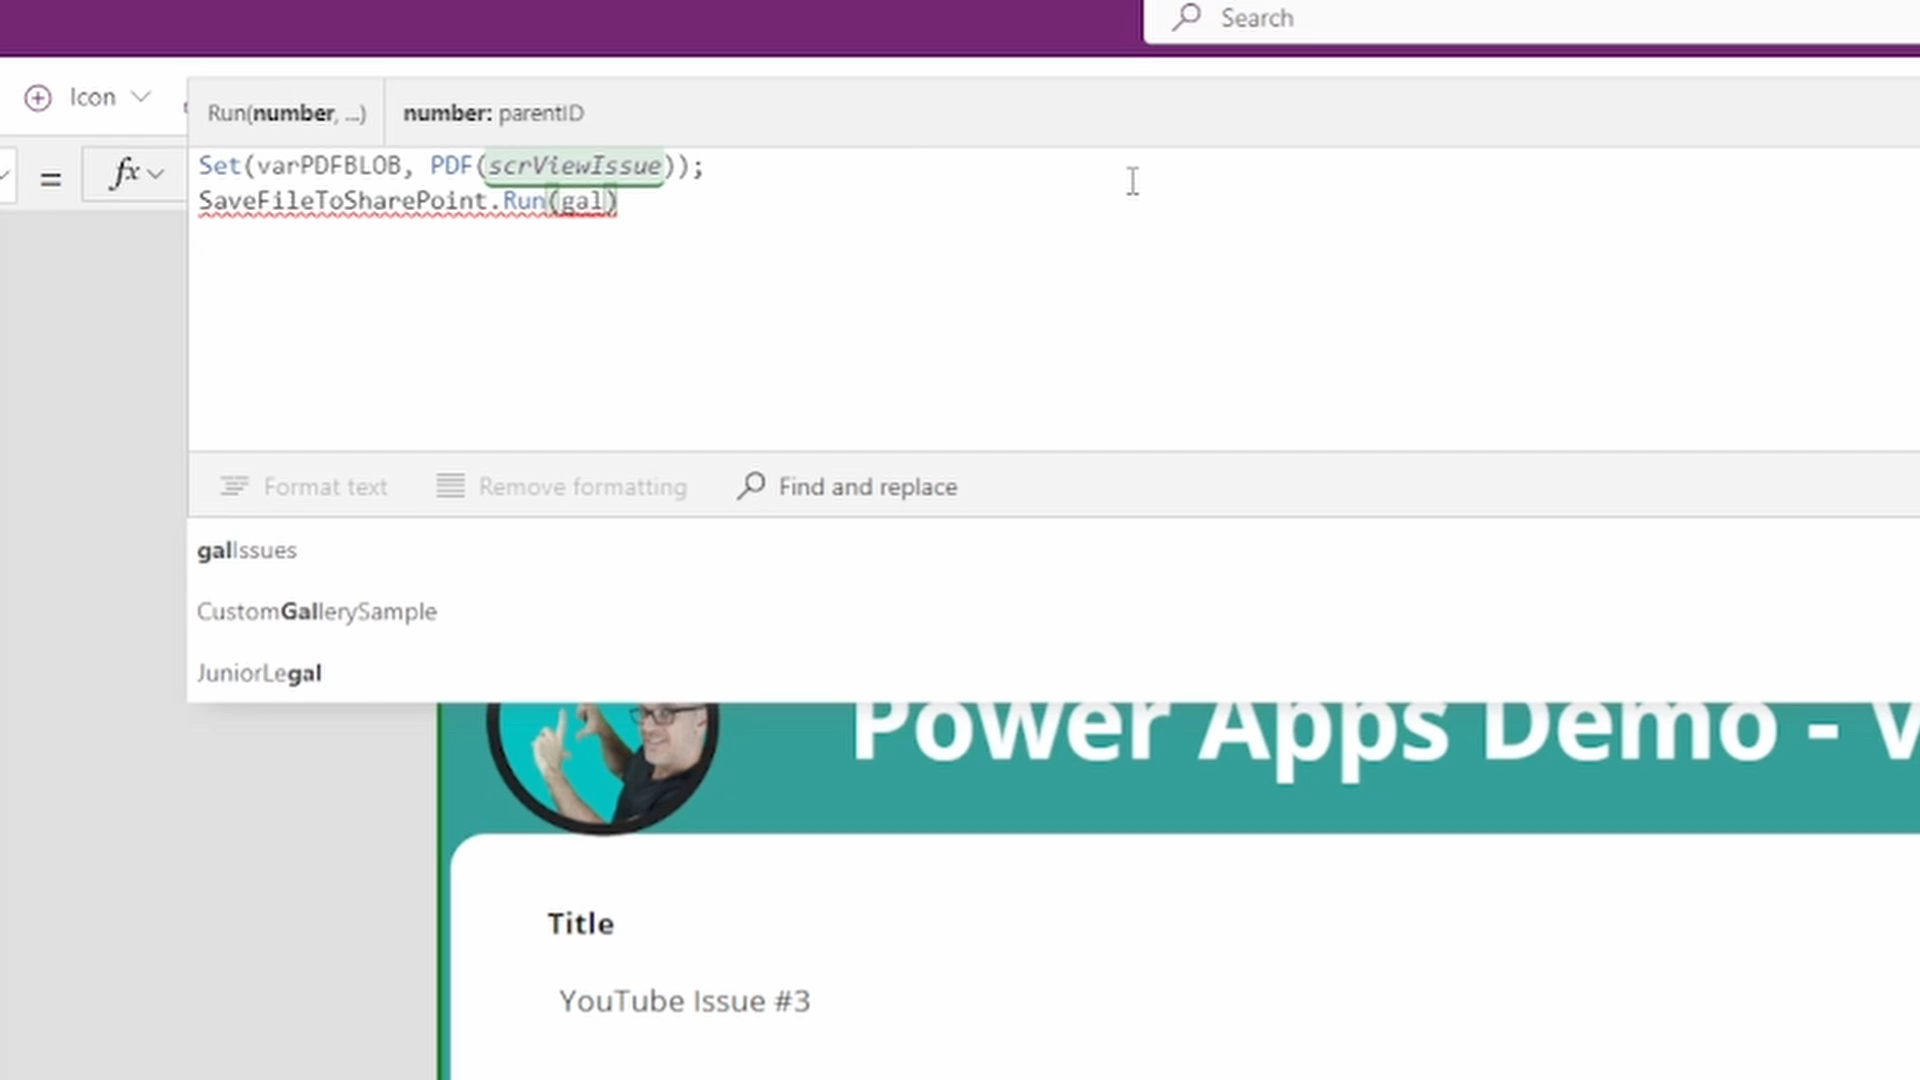 Search
Icon
Run(number, ...)
number: parentID
= fx
Set(varPDFBLOB, PDF(scrViewIssue));
SaveFileToSharePoint.Run(gal)
Format text
Remove formatting
Find and replace
galIssues
CustomGallerySample
JuniorLegal
Power Apps Demo -
Title
YouTube Issue #3